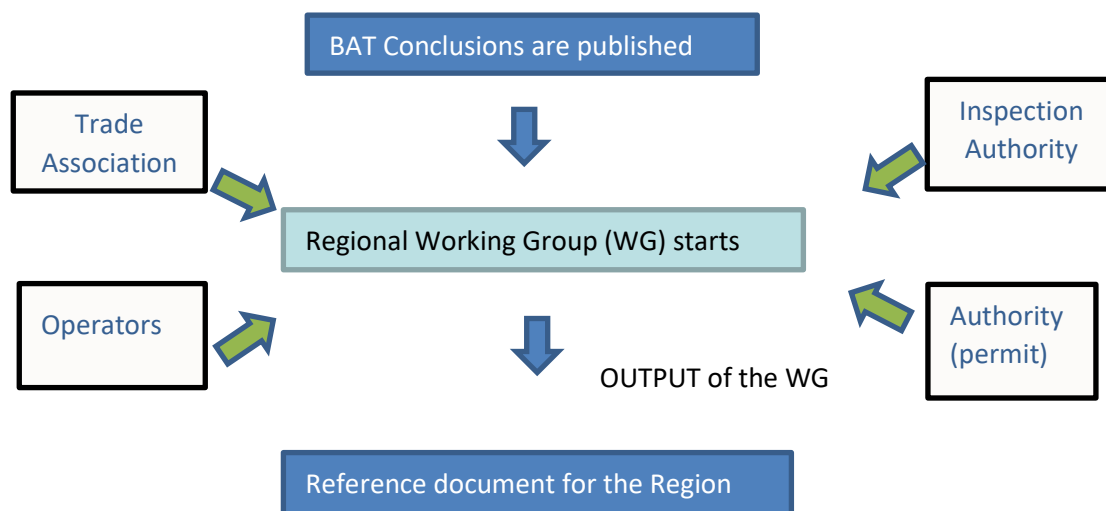 BAT Conclusions are published
Trade
Association
Inspection
Authority
Regional Working Group (WG) starts
Operators
Authority
(permit)
OUTPUT of the WG
Reference document for the Region